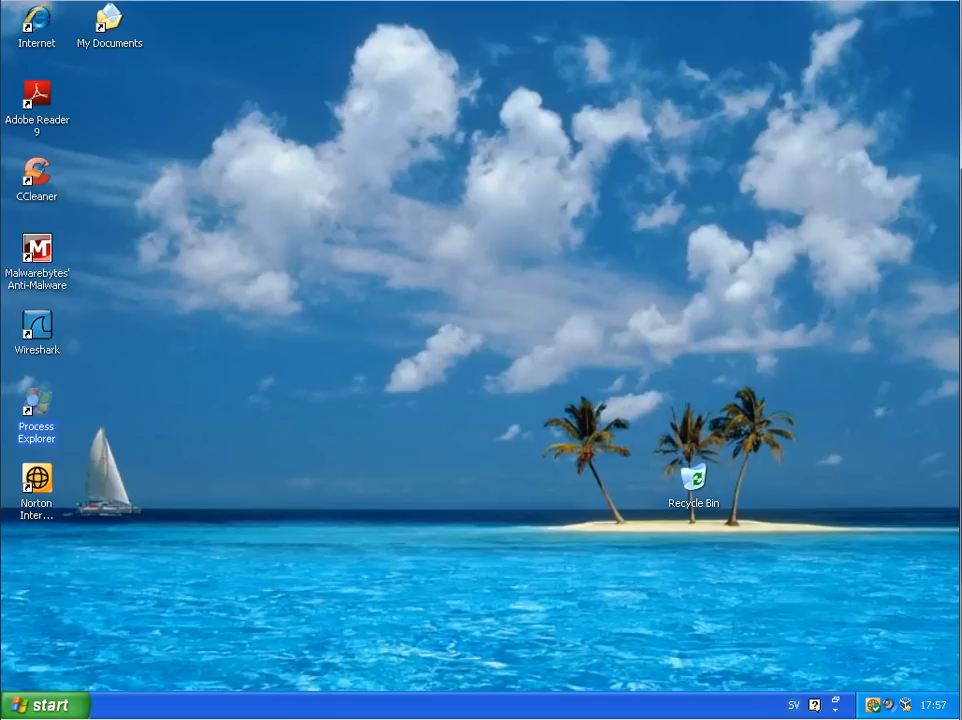 Internet
My Documents
Adobe Reader
9
CCleaner
Malwarebytes'
Anti-Malware
Wireshark
Process
Explorer
Norton
Inter...
Recycle Bin
start
SV
?
17:57